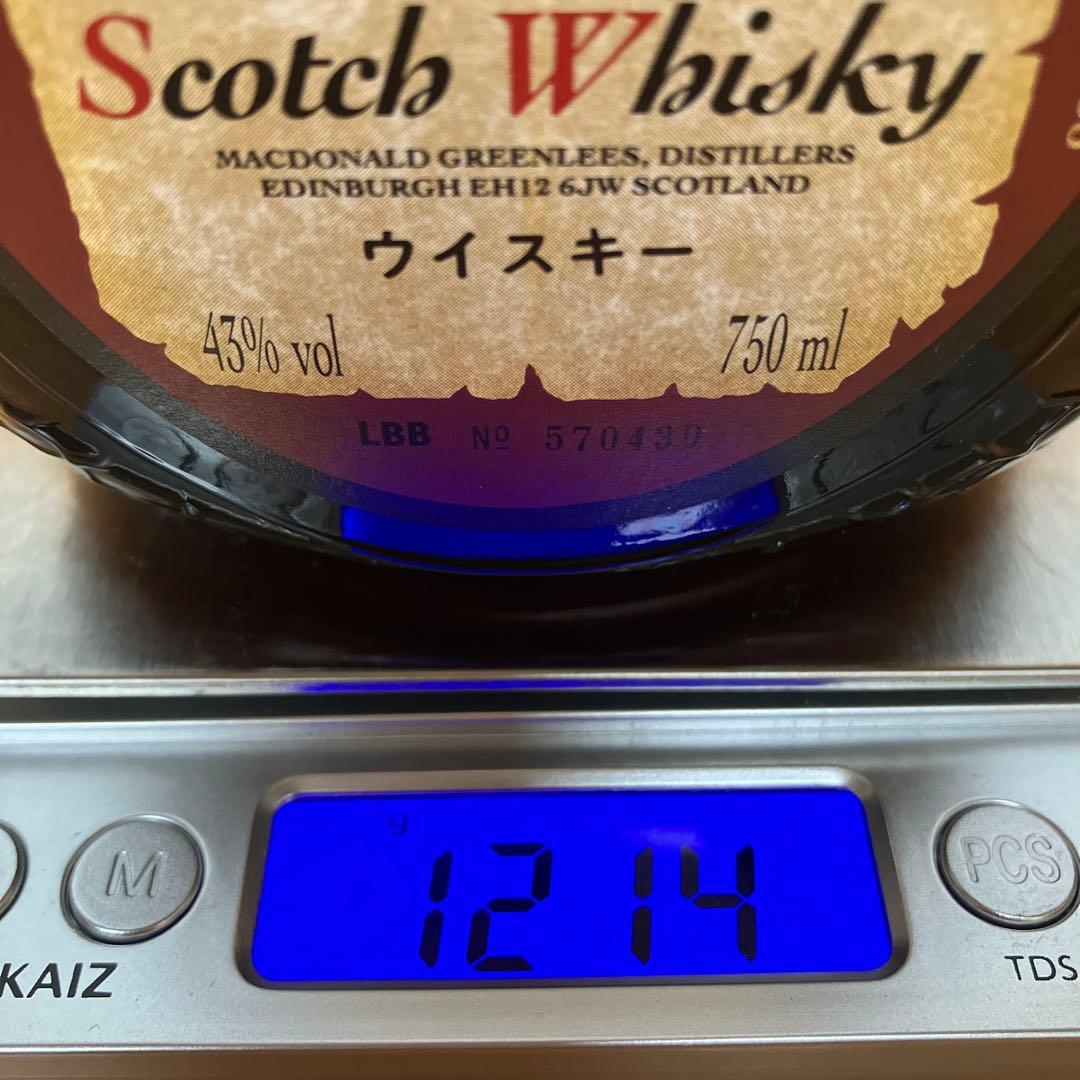 Scotch Whisky
MACDONALD GREENLEES, DISTILLERS
EDINBURGH EH12 6JW SCOTLAND
ウイスキー
43% vol 750 ml
LBB № 570430
g
1214
M PCS
KAIZ TDS